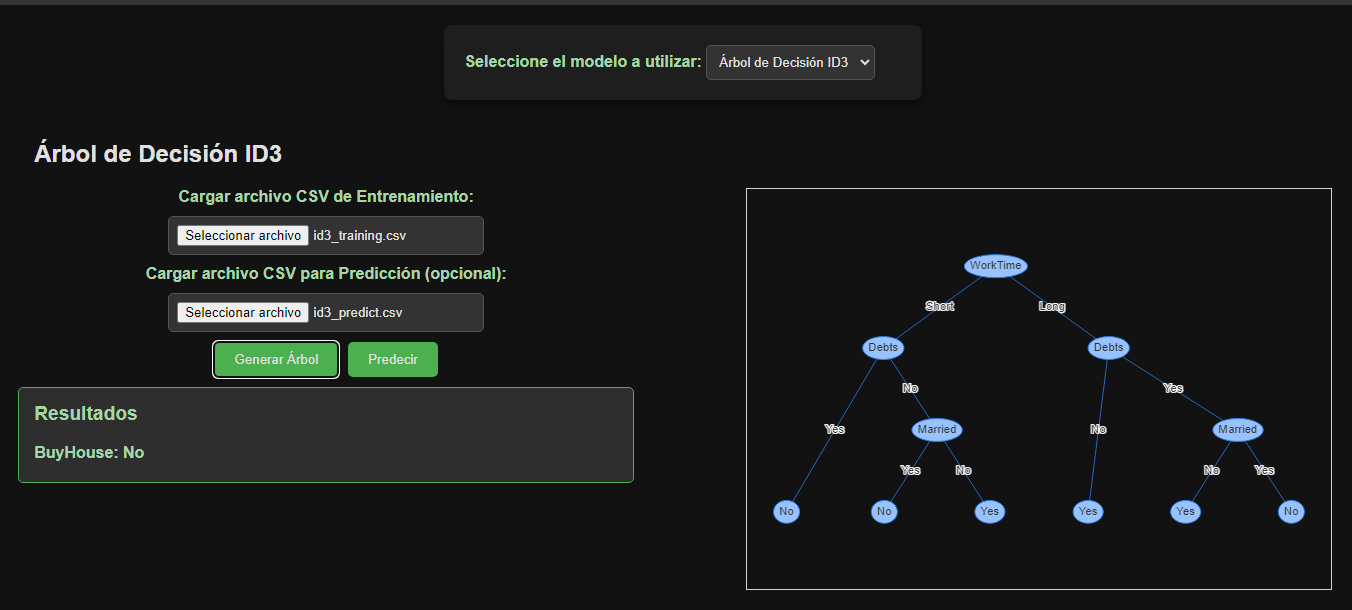 Seleccione el modelo a utilizar: Árbol de Decisión ID3
Árbol de Decisión ID3
Cargar archivo CSV de Entrenamiento:
Seleccionar archivo id3_training.csv
Cargar archivo CSV para Predicción (opcional):
Seleccionar archivo id3_predict.csv
Generar Árbol Predecir
Resultados
BuyHouse: No
WorkTime
Short Long
Debts Debts
No Yes
Yes Married No Married
Yes No No Yes
No No Yes Yes Yes No